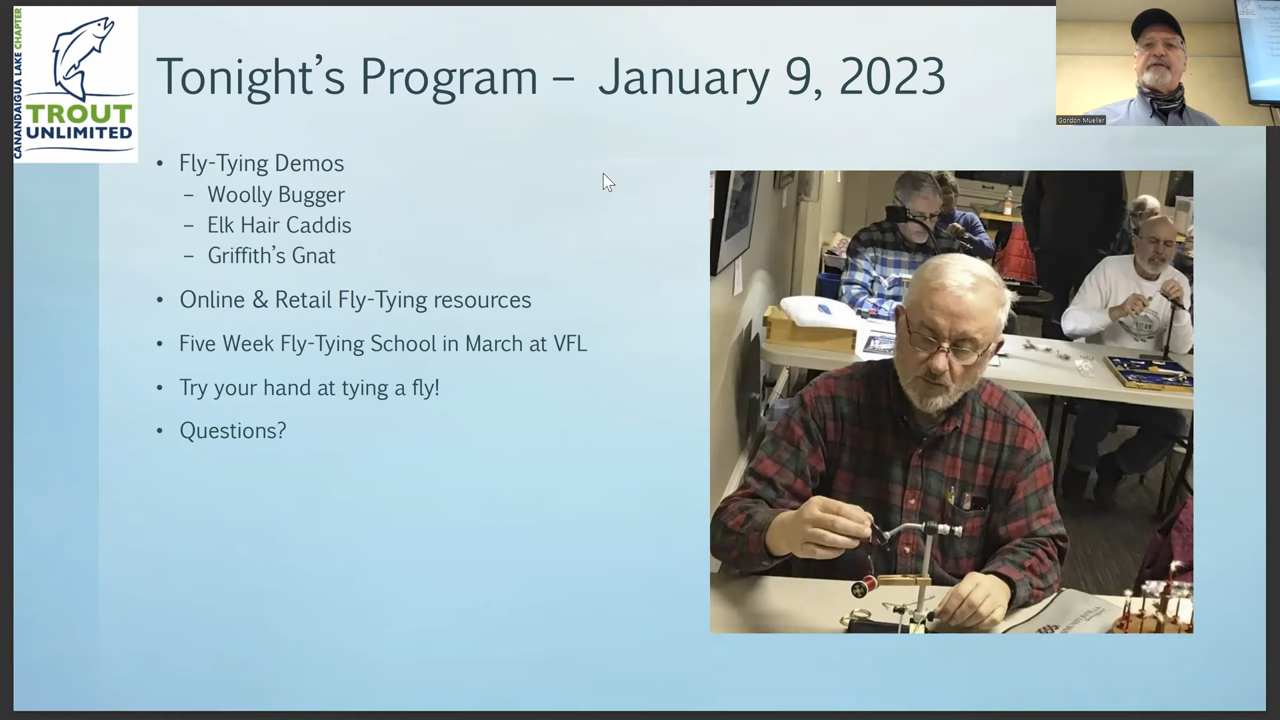 CANANDAIGUA LAKE CHAPTER
TROUT
UNLIMITED
Tonight's Program – January 9, 2023
Gordon Mueller
• Fly-Tying Demos
– Woolly Bugger
– Elk Hair Caddis
– Griffith's Gnat
• Online & Retail Fly-Tying resources
• Five Week Fly-Tying School in March at VFL
• Try your hand at tying a fly!
• Questions?